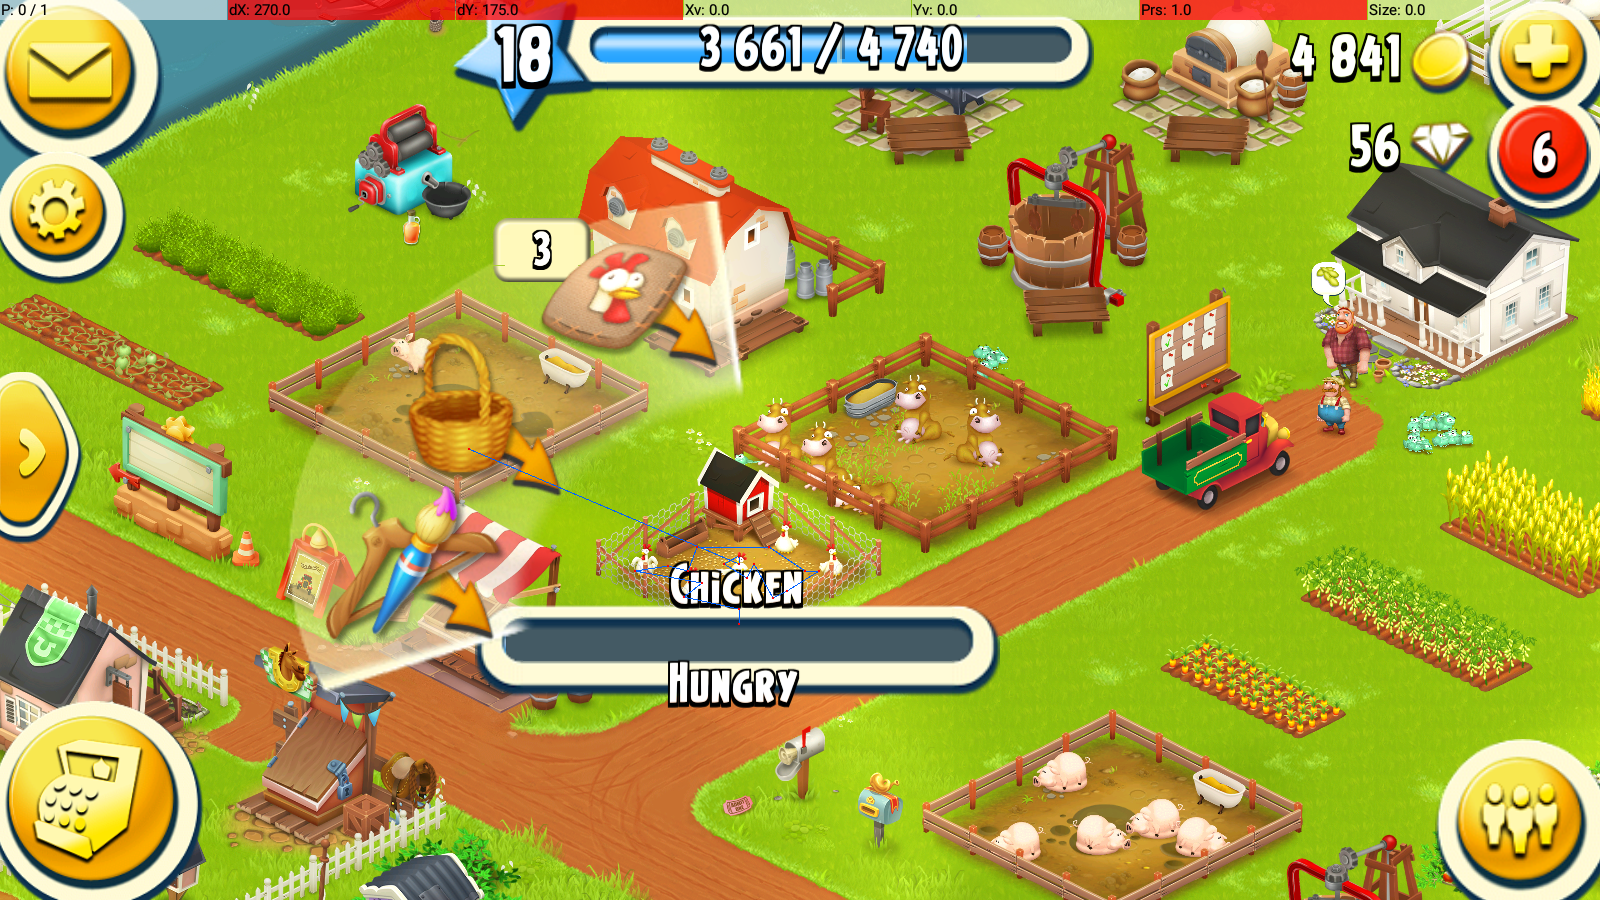 P: 0 / 1
dX: 270.0
dY: 175.0
Xv: 0.0
Yv: 0.0
Prs: 1.0
Size: 0.0
18
3 661 / 4 740
4 841
56
6
3
CHICKEN
HUNGRY